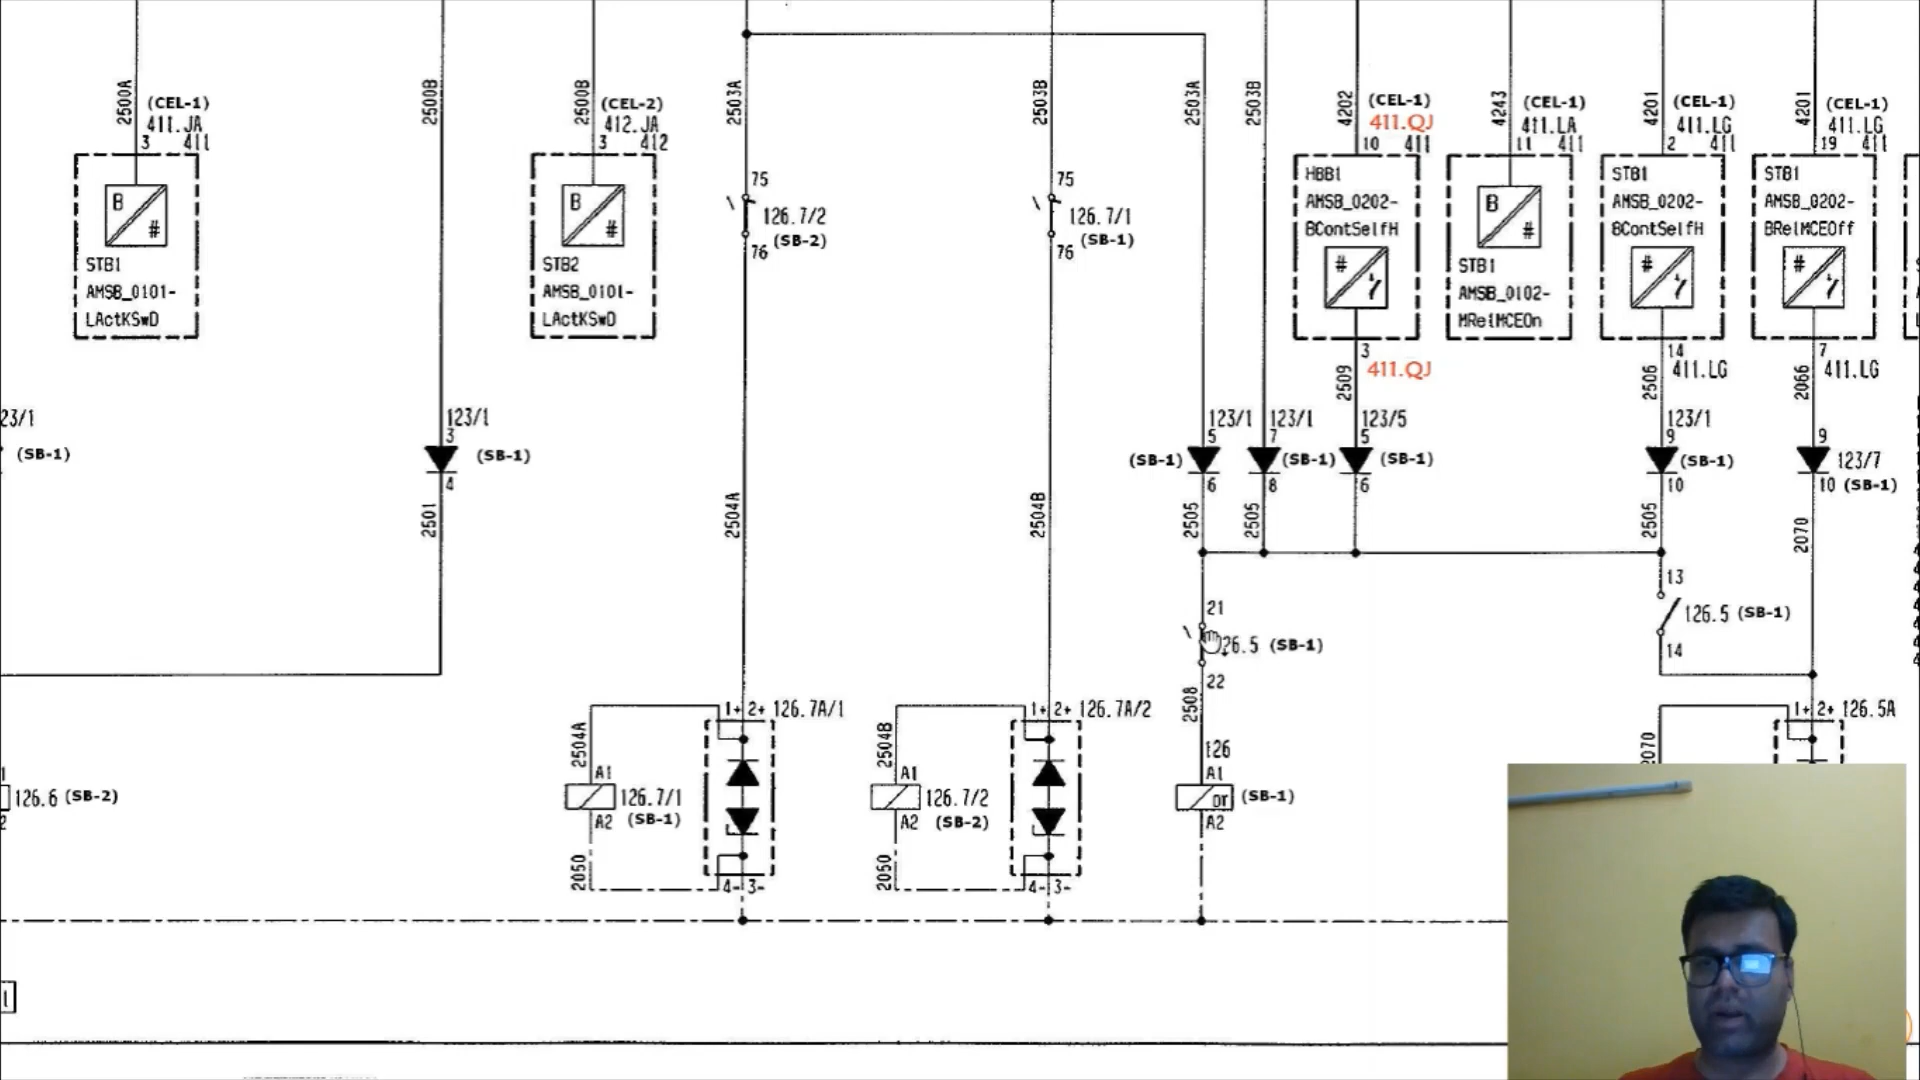 2500A
(CEL-1)
411.JA
3 411
B
#
STB1
AMSB_0101-
LActKSwD
2500B
2500B
(CEL-2)
412.JA
3 412
B
#
STB2
AMSB_0101-
LActKSwD
2503A
75
126.7/2
(SB-2)
76
2503B
75
126.7/1
(SB-1)
76
2503A
2503B
4202
(CEL-1)
411.QJ
10 411
HBB1
AMSB_0202-
BContSelfH
#
3
411.QJ
2509
4243
(CEL-1)
411.LA
11 411
B
#
STB1
AMSB_0102-
MRelMCEOn
4201
(CEL-1)
411.LG
2 411
STB1
AMSB_0202-
BContSelfH
#
14
411.LG
2506
4201
(CEL-1)
411.LG
19 411
STB1
AMSB_0202-
BRelMCEOff
#
7
411.LG
2066
23/1
(SB-1)
123/1
3
(SB-1)
4
2501
2504A
2504B
123/1
5
(SB-1)
6
2505
123/1
7
(SB-1)
8
2505
123/5
5
(SB-1)
6
123/1
9
(SB-1)
10
2505
9
123/7
10 (SB-1)
2070
21
26.5 (SB-1)
22
2508
13
126.5 (SB-1)
14
126.6 (SB-2)
2504A
1+ 2+ 126.7A/1
A1
126.7/1
A2 (SB-1)
2050
4- 3-
2504B
1+ 2+ 126.7A/2
A1
126.7/2
A2 (SB-2)
2050
4- 3-
126
A1
or (SB-1)
A2
2070
1+ 2+ 126.5A